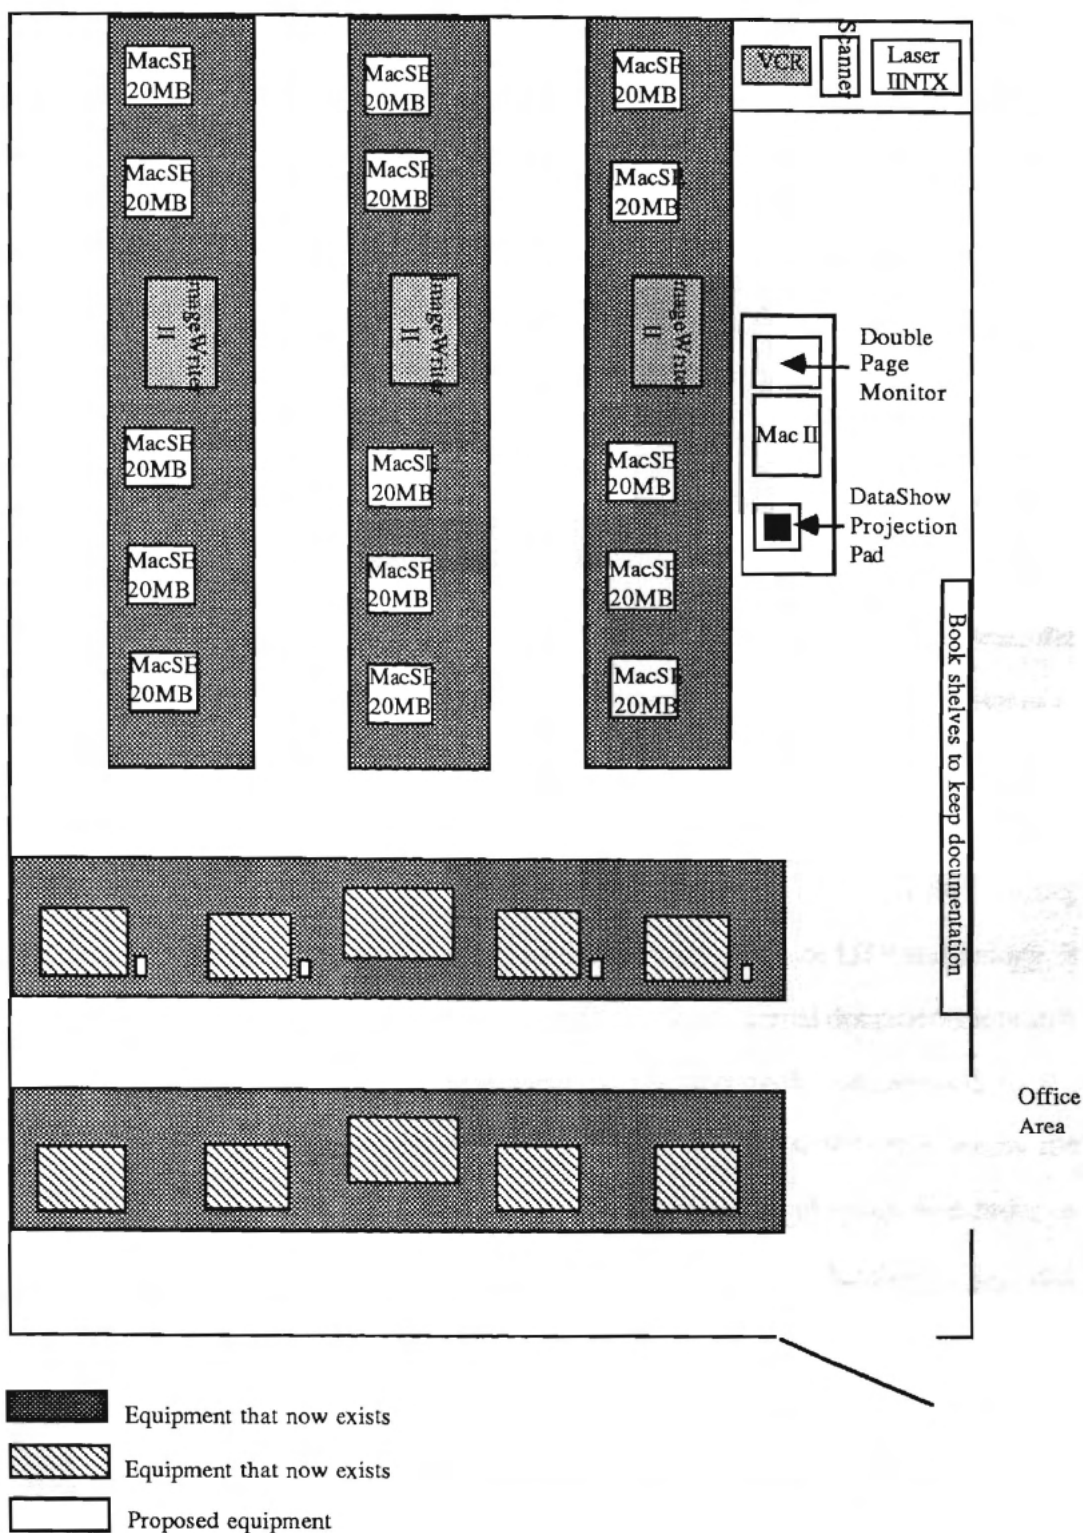 MacSE
20MB
MacSE
20MB
ImageWriter
II
MacSE
20MB
MacSE
20MB
MacSE
20MB
MacSE
20MB
MacSE
20MB
ImageWriter
II
MacSE
20MB
MacSE
20MB
MacSE
20MB
MacSE
20MB
MacSE
20MB
ImageWriter
II
MacSE
20MB
MacSE
20MB
MacSE
20MB
VCR
Scanner
Laser
IINTX
Double
Page
Monitor
Mac II
DataShow
Projection
Pad
Book shelves to keep documentation
Office
Area
Equipment that now exists
Equipment that now exists
Proposed equipment